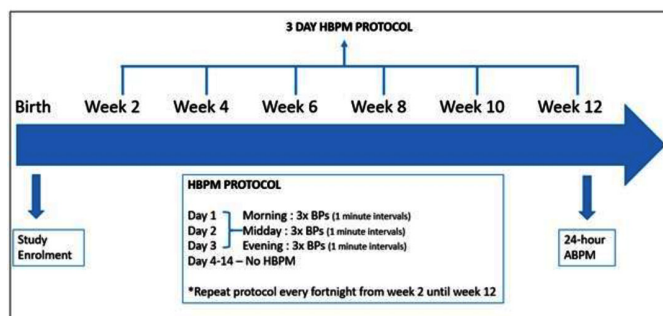 3 DAY HBPM PROTOCOL
Birth Week 2 Week 4 Week 6 Week 8 Week 10 Week 12
HBPM PROTOCOL
Day 1 Morning : 3x BPs (1 minute intervals)
Day 2 Midday : 3x BPs (1 minute intervals)
Day 3 Evening : 3x BPs (1 minute intervals)
Day 4-14 – No HBPM
*Repeat protocol every fortnight from week 2 until week 12
Study
Enrolment
24-hour
ABPM